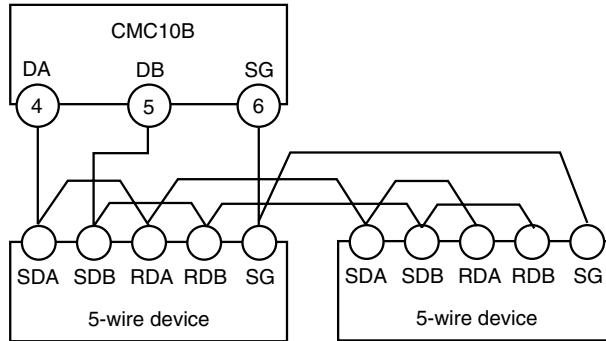 CMC10B
DA DB SG
4 5 6
SDA SDB RDA RDB SG SDA SDB RDA RDB SG
5-wire device 5-wire device